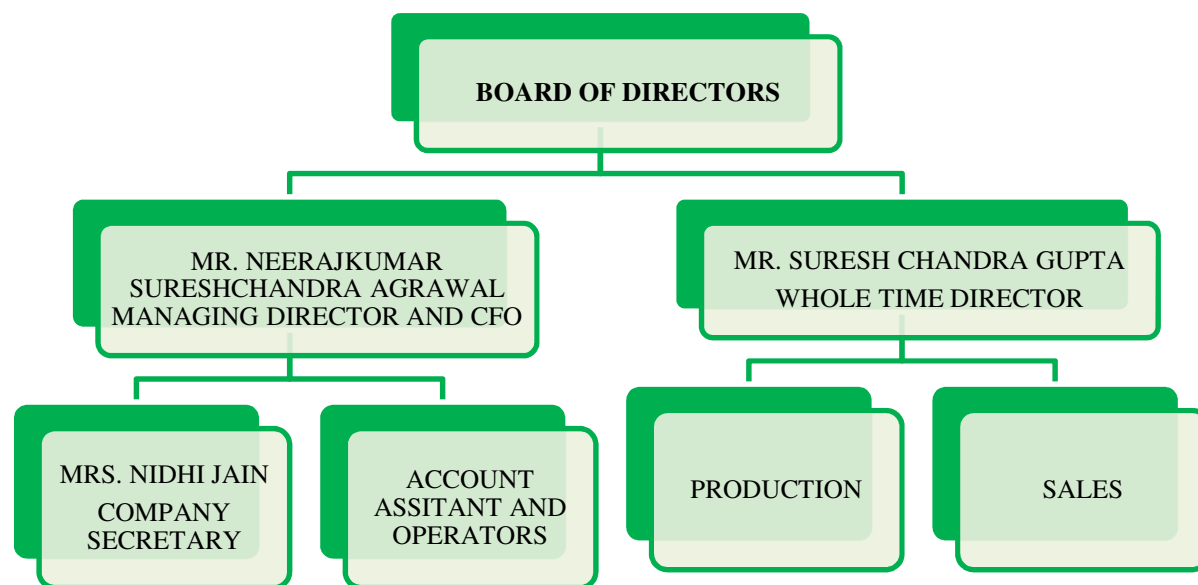 BOARD OF DIRECTORS
MR. NEERAJKUMAR
SURESHCHANDRA AGRAWAL
MANAGING DIRECTOR AND CFO
MR. SURESH CHANDRA GUPTA
WHOLE TIME DIRECTOR
MRS. NIDHI JAIN
COMPANY
SECRETARY
ACCOUNT
ASSITANT AND
OPERATORS
PRODUCTION
SALES